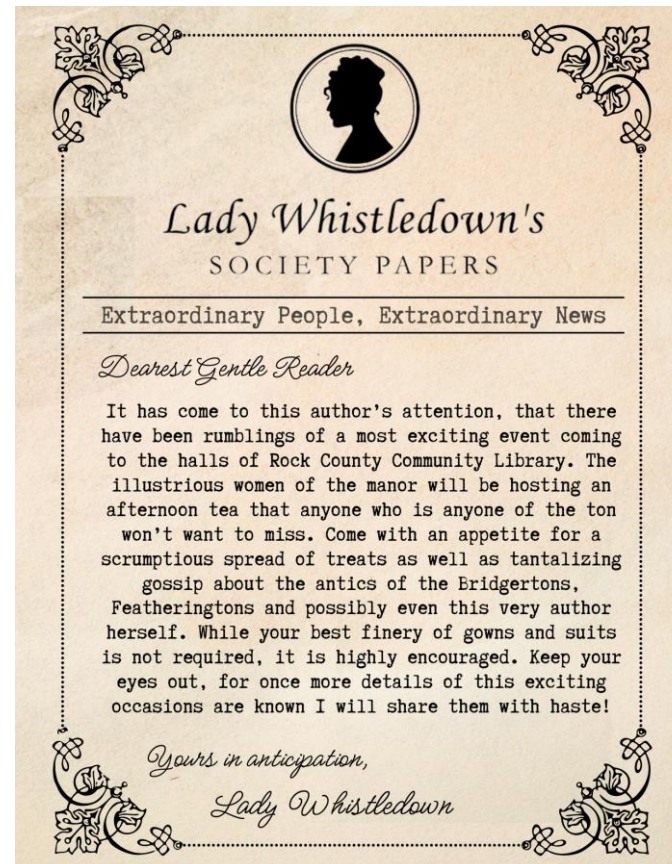 Lady Whistledown's
SOCIETY PAPERS
Extraordinary People, Extraordinary News
Dearest Gentle Reader
It has come to this author's attention, that there
have been rumblings of a most exciting event coming
to the halls of Rock County Community Library. The
illustrious women of the manor will be hosting an
afternoon tea that anyone who is anyone of the ton
won't want to miss. Come with an appetite for a
scrumptious spread of treats as well as tantalizing
gossip about the antics of the Bridgertons,
Featheringtons and possibly even this very author
herself. While your best finery of gowns and suits
is not required, it is highly encouraged. Keep your
eyes out, for once more details of this exciting
occasions are known I will share them with haste!
Yours in anticipation,
Lady Whistledown